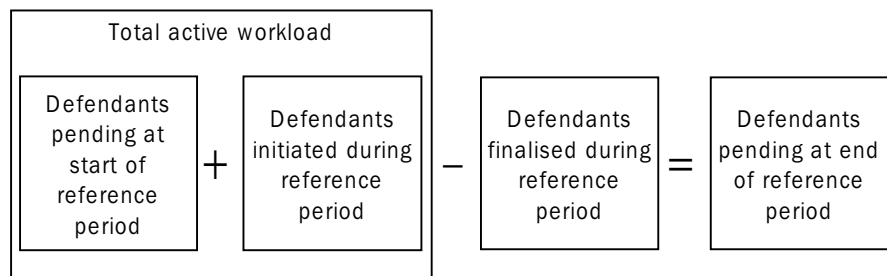 Total active workload
Defendants
pending at
start of
reference
period
+
Defendants
initiated during
reference
period
–
Defendants
finalised during
reference
period
=
Defendants
pending at end
of reference
period